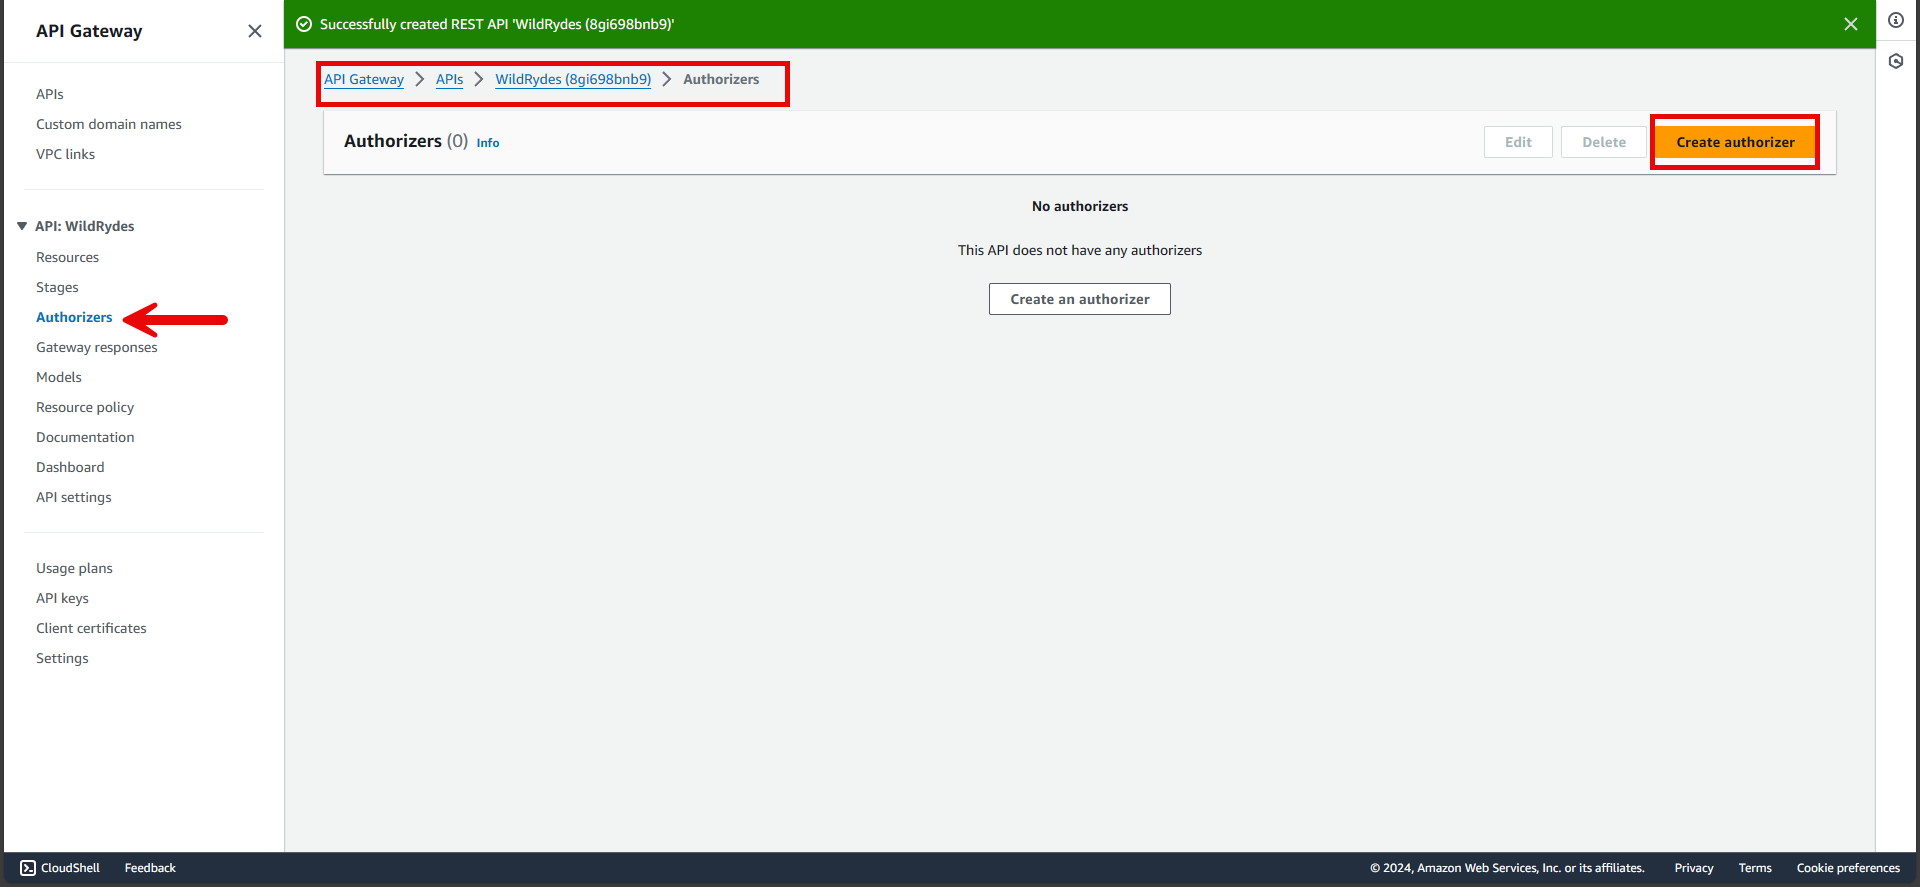 API Gateway
APIs
Custom domain names
VPC links
API: WildRydes
Resources
Stages
Authorizers
Gateway responses
Models
Resource policy
Documentation
Dashboard
API settings
Usage plans
API keys
Client certificates
Settings
Successfully created REST API 'WildRydes (8gi698bnb9)'
API Gateway APIs WildRydes (8gi698bnb9) Authorizers
Authorizers (0) Info Edit Delete Create authorizer
No authorizers
This API does not have any authorizers
Create an authorizer
CloudShell Feedback © 2024, Amazon Web Services, Inc. or its affiliates. Privacy Terms Cookie preferences